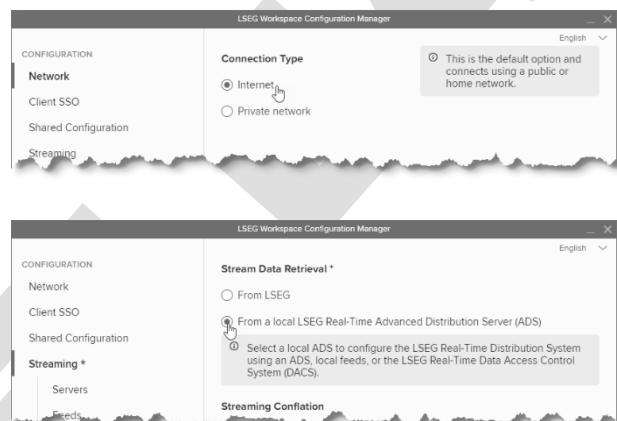 LSEG Workspace Configuration Manager
English
CONFIGURATION
Network
Client SSO
Shared Configuration
Streaming
Connection Type
Internet
Private network
This is the default option and
connects using a public or
home network.
LSEG Workspace Configuration Manager
English
CONFIGURATION
Network
Client SSO
Shared Configuration
Streaming *
Servers
Feeds
Stream Data Retrieval *
From LSEG
From a local LSEG Real-Time Advanced Distribution Server (ADS)
Select a local ADS to configure the LSEG Real-Time Distribution System
using an ADS, local feeds, or the LSEG Real-Time Data Access Control
System (DACS).
Streaming Conflation